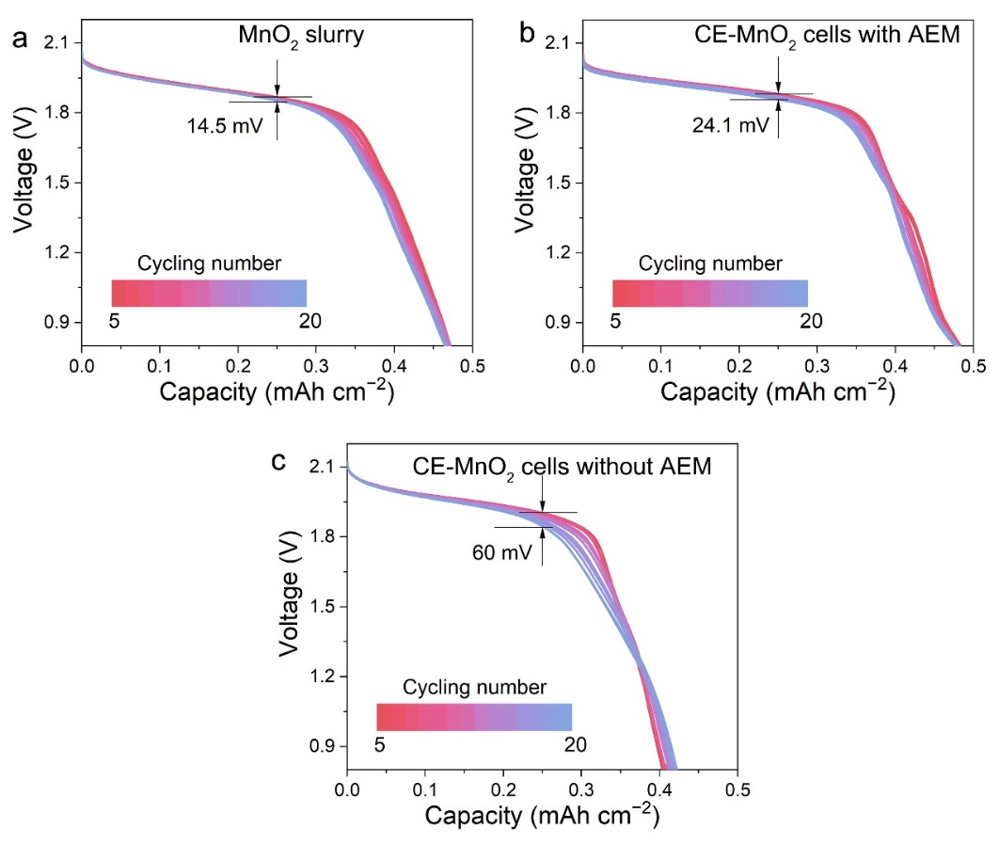 a
MnO₂ slurry
2.1
1.8
1.5
1.2
0.9
Voltage (V)
14.5 mV
Cycling number
5 20
0.0 0.1 0.2 0.3 0.4 0.5
Capacity (mAh cm⁻²)
b
CE-MnO₂ cells with AEM
2.1
1.8
1.5
1.2
0.9
Voltage (V)
24.1 mV
Cycling number
5 20
0.0 0.1 0.2 0.3 0.4 0.5
Capacity (mAh cm⁻²)
c
CE-MnO₂ cells without AEM
2.1
1.8
1.5
1.2
0.9
Voltage (V)
60 mV
Cycling number
5 20
0.0 0.1 0.2 0.3 0.4 0.5
Capacity (mAh cm⁻²)